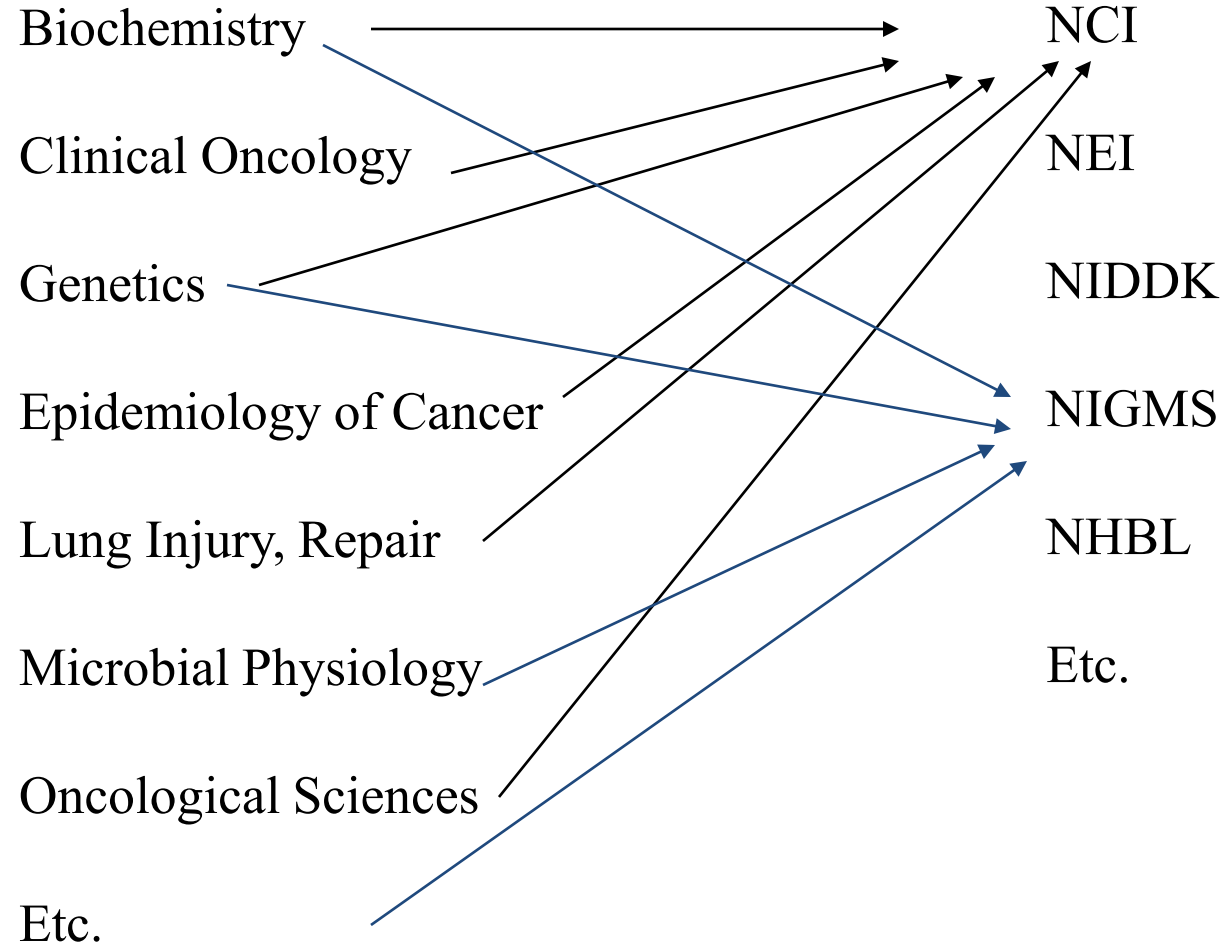 Biochemistry
NCI
Clinical Oncology
NEI
Genetics
NIDDK
Epidemiology of Cancer
NIGMS
Lung Injury, Repair
NHBL
Microbial Physiology
Etc.
Oncological Sciences
Etc.